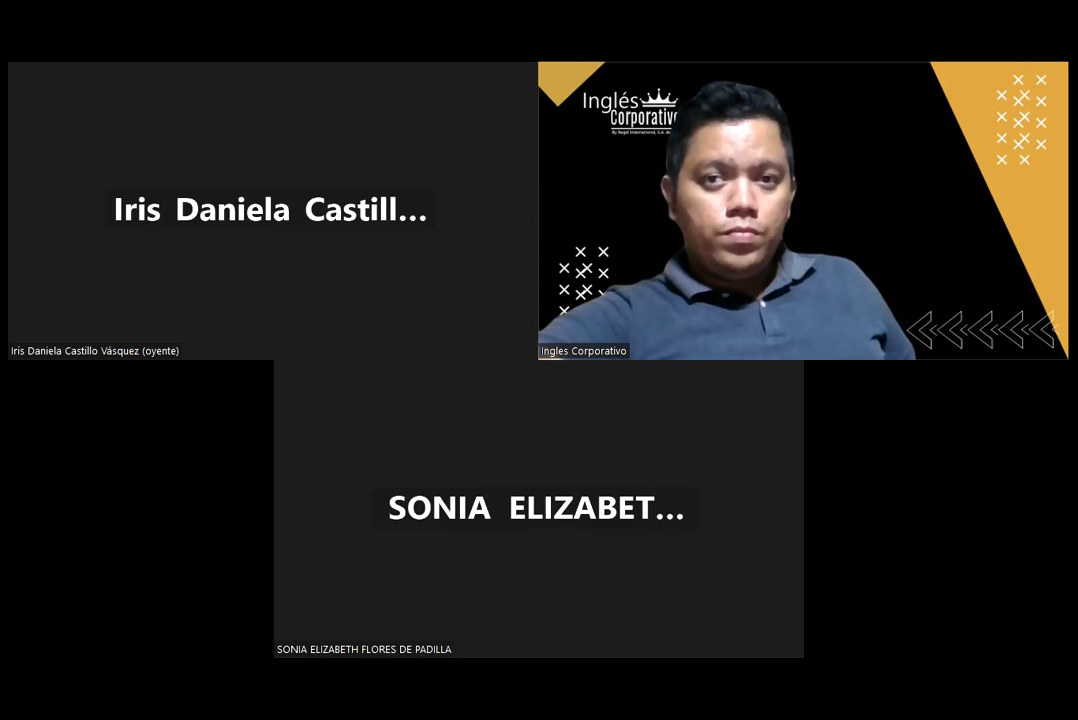 Iris Daniela Castill...
Iris Daniela Castillo Vásquez (oyente)
Inglés
Corporativo
Ingles Corporativo
SONIA ELIZABET...
SONIA ELIZABETH FLORES DE PADILLA